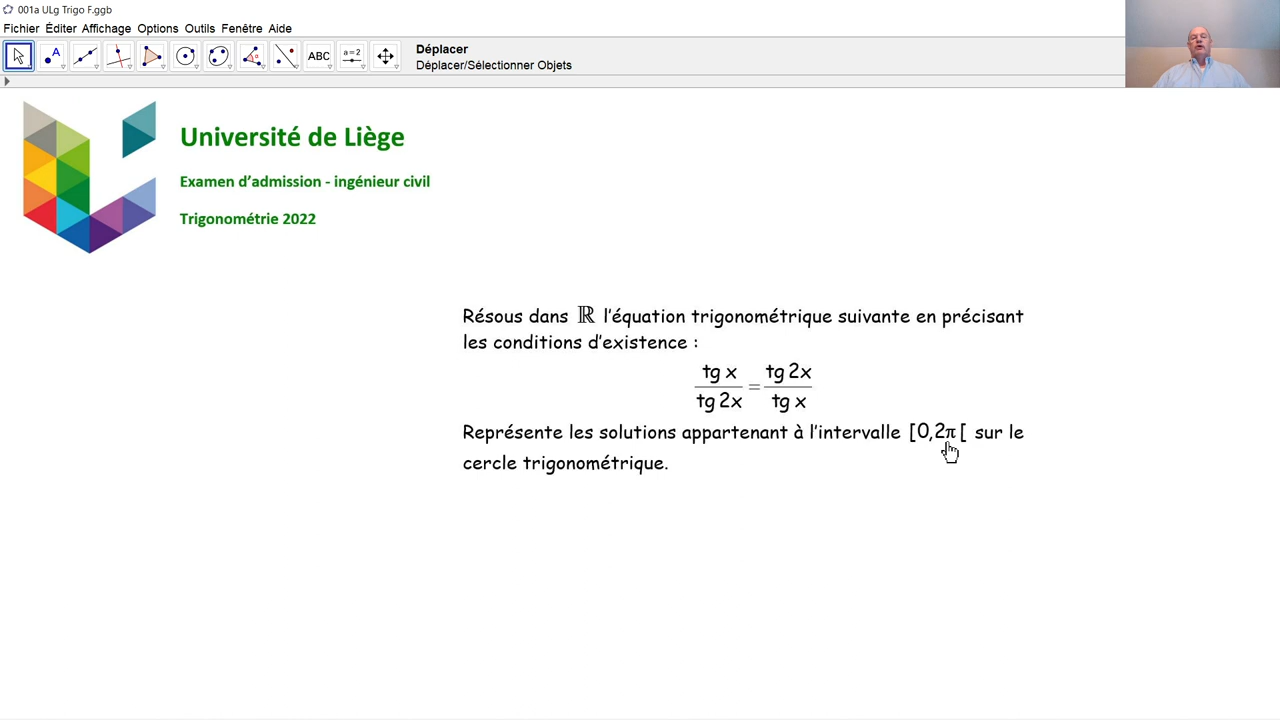 001a ULg Trigo F.ggb
Fichier Éditer Affichage Options Outils Fenêtre Aide
A
ABC
a=2
Déplacer
Déplacer/Sélectionner Objets
Université de Liège
Examen d'admission - ingénieur civil
Trigonométrie 2022
Résous dans ℝ l'équation trigonométrique suivante en précisant
les conditions d'existence :
tg x / tg 2x = tg 2x / tg x
Représente les solutions appartenant à l'intervalle [0,2π[ sur le
cercle trigonométrique.